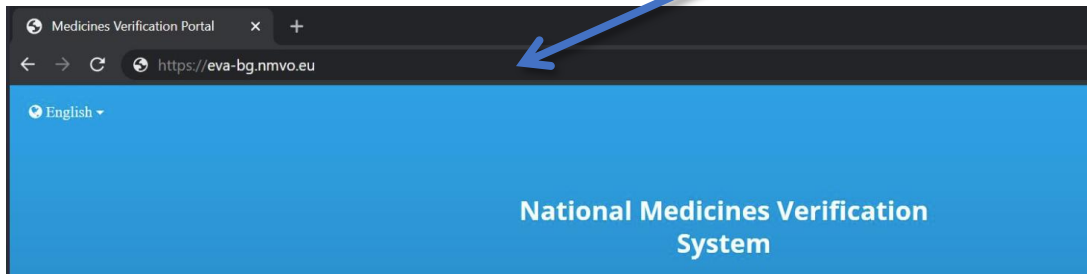 Medicines Verification Portal
https://eva-bg.nmvo.eu
English
National Medicines Verification
System